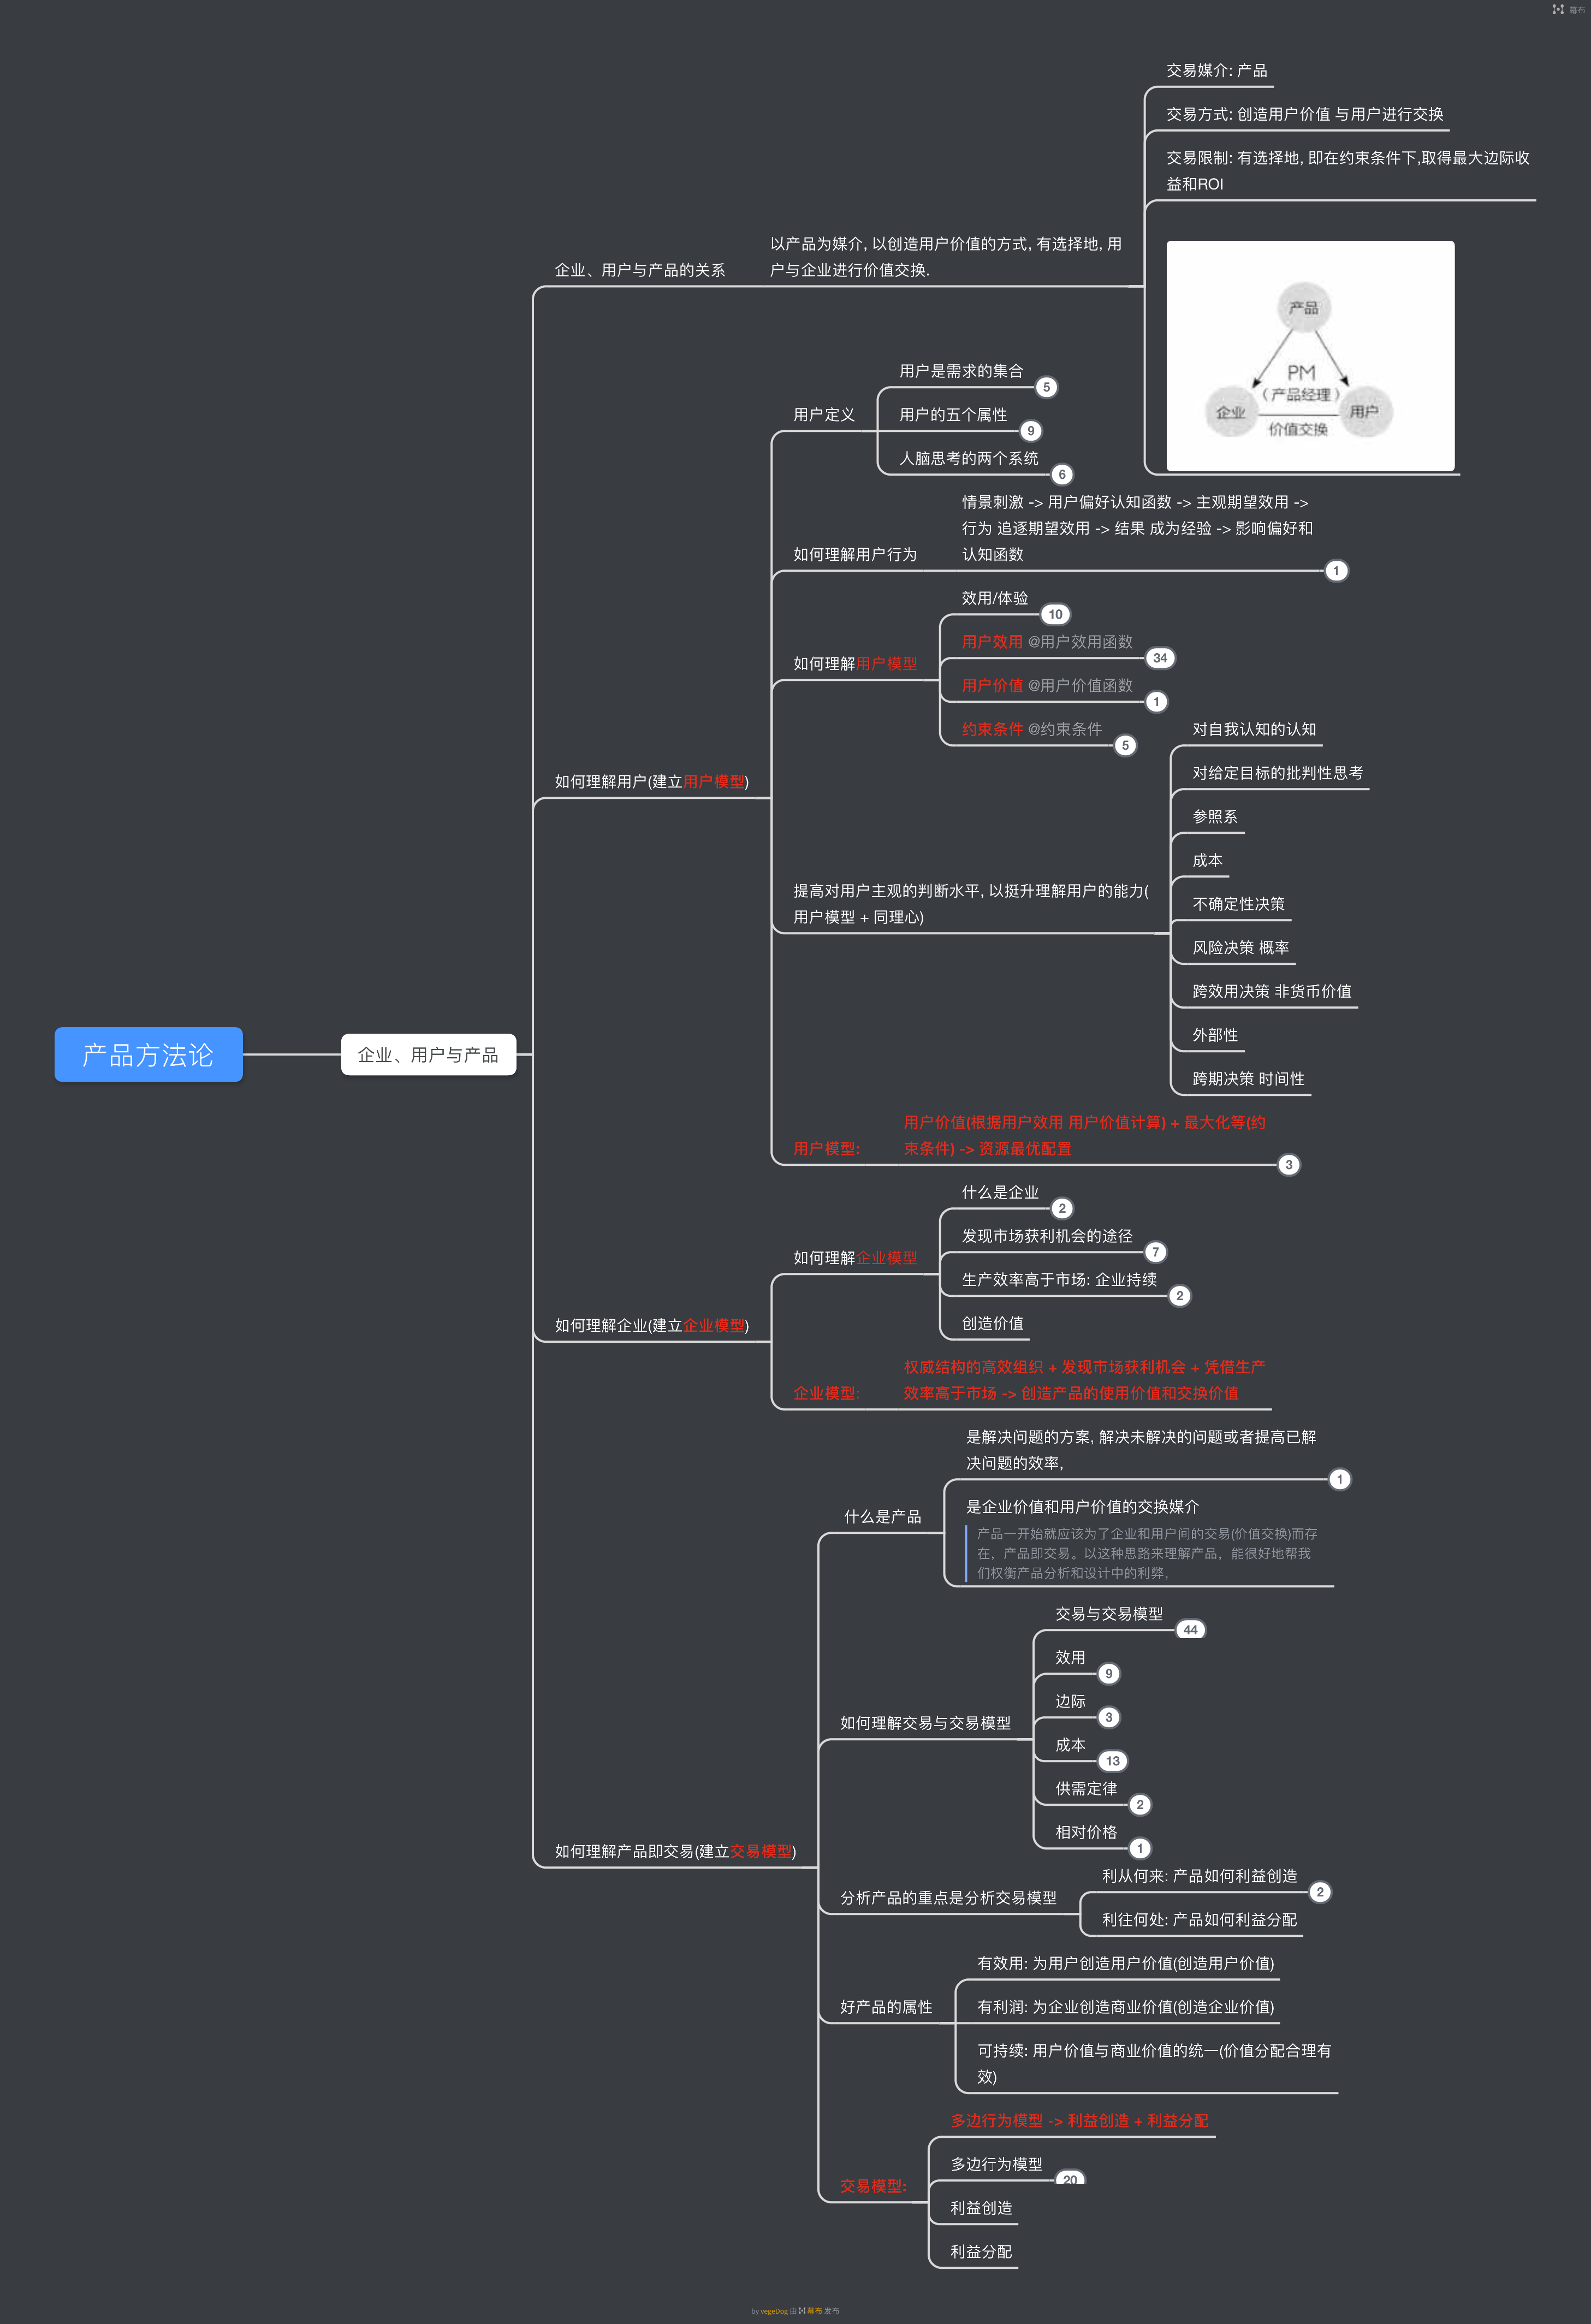 幕布
产品方法论
企业、用户与产品
企业、用户与产品的关系
以产品为媒介, 以创造用户价值的方式, 有选择地, 用
户与企业进行价值交换.
交易媒介: 产品
交易方式: 创造用户价值 与用户进行交换
交易限制: 有选择地, 即在约束条件下,取得最大边际收
益和ROI
产品
PM
(产品经理)
企业
用户
价值交换
如何理解用户(建立用户模型)
用户定义
用户是需求的集合 5
用户的五个属性 9
人脑思考的两个系统 6
如何理解用户行为
情景刺激 -> 用户偏好认知函数 -> 主观期望效用 ->
行为 追逐期望效用 -> 结果 成为经验 -> 影响偏好和
认知函数 1
如何理解用户模型
效用/体验 10
用户效用 @用户效用函数 34
用户价值 @用户价值函数 1
约束条件 @约束条件 5
提高对用户主观的判断水平, 以挺升理解用户的能力(
用户模型 + 同理心)
对自我认知的认知
对给定目标的批判性思考
参照系
成本
不确定性决策
风险决策 概率
跨效用决策 非货币价值
外部性
跨期决策 时间性
用户模型:
用户价值(根据用户效用 用户价值计算) + 最大化等(约
束条件) -> 资源最优配置 3
如何理解企业(建立企业模型)
如何理解企业模型
什么是企业 2
发现市场获利机会的途径 7
生产效率高于市场: 企业持续 2
创造价值
企业模型:
权威结构的高效组织 + 发现市场获利机会 + 凭借生产
效率高于市场 -> 创造产品的使用价值和交换价值
如何理解产品即交易(建立交易模型)
什么是产品
是解决问题的方案, 解决未解决的问题或者提高已解
决问题的效率, 1
是企业价值和用户价值的交换媒介
产品一开始就应该为了企业和用户间的交易(价值交换)而存
在，产品即交易。以这种思路来理解产品，能很好地帮我
们权衡产品分析和设计中的利弊,
如何理解交易与交易模型
交易与交易模型 44
效用 9
边际 3
成本 13
供需定律 2
相对价格 1
分析产品的重点是分析交易模型
利从何来: 产品如何利益创造 2
利往何处: 产品如何利益分配
好产品的属性
有效用: 为用户创造用户价值(创造用户价值)
有利润: 为企业创造商业价值(创造企业价值)
可持续: 用户价值与商业价值的统一(价值分配合理有
效)
交易模型:
多边行为模型 -> 利益创造 + 利益分配
多边行为模型 20
利益创造
利益分配
by vegeDog 由 幕布 发布